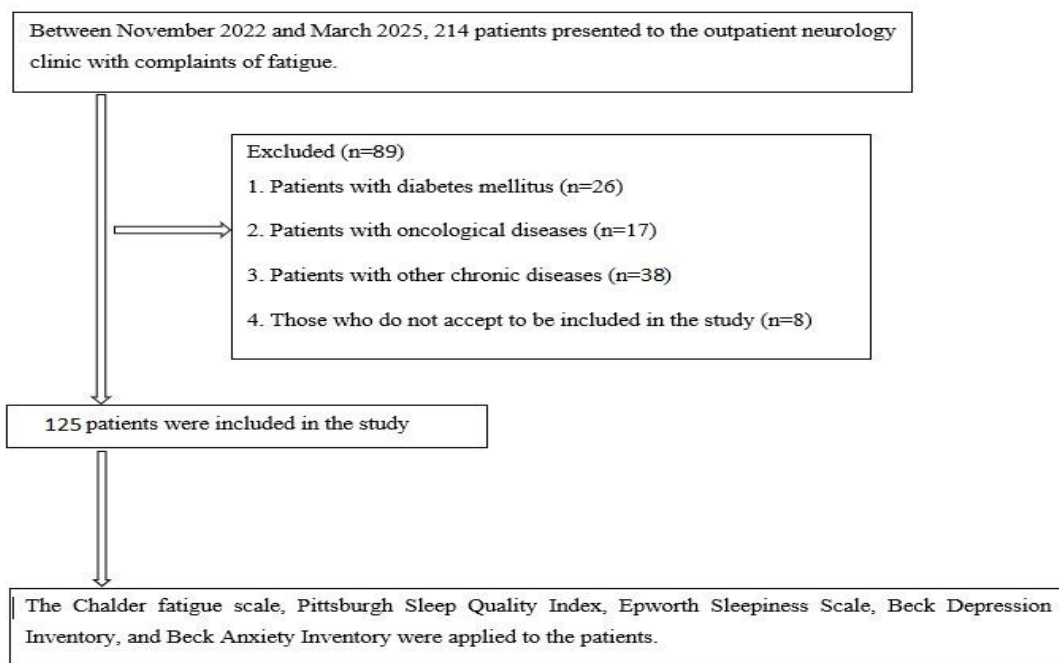 Between November 2022 and March 2025, 214 patients presented to the outpatient neurology
clinic with complaints of fatigue.
Excluded (n=89)
1. Patients with diabetes mellitus (n=26)
2. Patients with oncological diseases (n=17)
3. Patients with other chronic diseases (n=38)
4. Those who do not accept to be included in the study (n=8)
125 patients were included in the study
The Chalder fatigue scale, Pittsburgh Sleep Quality Index, Epworth Sleepiness Scale, Beck Depression
Inventory, and Beck Anxiety Inventory were applied to the patients.